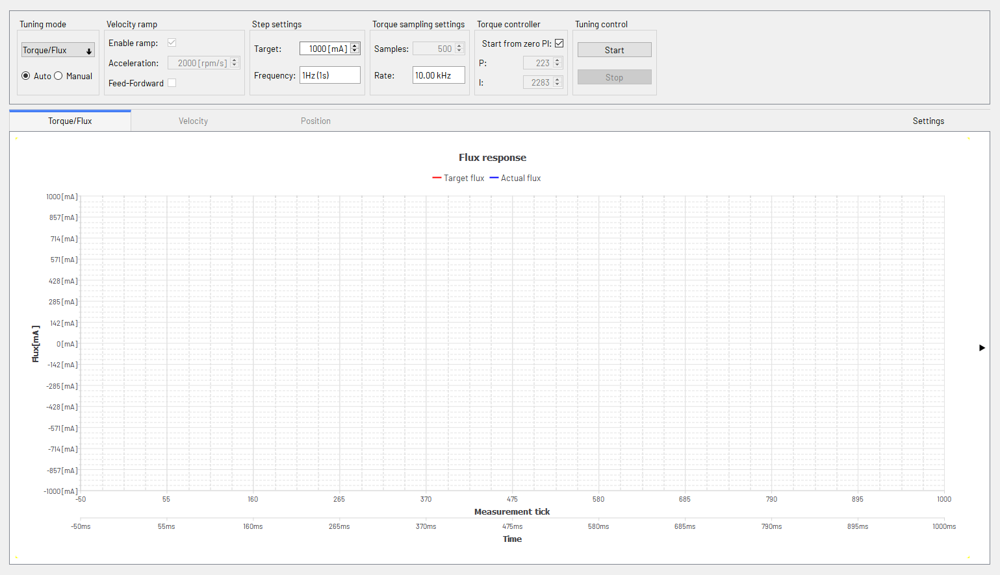 Tuning mode
Torque/Flux
Auto
Manual
Velocity ramp
Enable ramp:
Acceleration: 2000 [rpm/s]
Feed-Fordward
Step settings
Target: 1000 [mA]
Frequency: 1Hz (1s)
Torque sampling settings
Samples: 500
Rate: 10.00 kHz
Torque controller
Start from zero PI:
P: 223
I: 2283
Tuning control
Start
Stop
Torque/Flux
Velocity
Position
Settings
Flux response
Target flux
Actual flux
1000 [mA]
857 [mA]
714 [mA]
571 [mA]
428 [mA]
285 [mA]
142 [mA]
0 [mA]
-142 [mA]
-285 [mA]
-428 [mA]
-571 [mA]
-714 [mA]
-857 [mA]
-1000 [mA]
Flux[mA ]
-50 55 160 265 370 475 580 685 790 895 1000
Measurement tick
-50ms 55ms 160ms 265ms 370ms 475ms 580ms 685ms 790ms 895ms 1000ms
Time